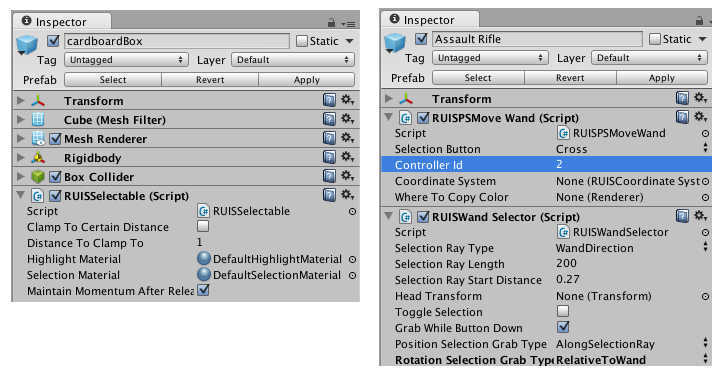 Inspector
cardboardBox Static
Tag Untagged Layer Default
Prefab Select Revert Apply
Transform
Cube (Mesh Filter)
Mesh Renderer
Rigidbody
Box Collider
RUISSelectable (Script)
Script RUISSelectable
Clamp To Certain Distance
Distance To Clamp To 1
Highlight Material DefaultHighlightMaterial
Selection Material DefaultSelectionMaterial
Maintain Momentum After Relea
Inspector
Assault Rifle Static
Tag Untagged Layer Default
Prefab Select Revert Apply
Transform
RUISPSMove Wand (Script)
Script RUISPSMoveWand
Selection Button Cross
Controller Id 2
Coordinate System None (RUISCoordinate Syst
Where To Copy Color None (Renderer)
RUISWand Selector (Script)
Script RUISWandSelector
Selection Ray Type WandDirection
Selection Ray Length 200
Selection Ray Start Distance 0.27
Head Transform None (Transform)
Toggle Selection
Grab While Button Down
Position Selection Grab Type AlongSelectionRay
Rotation Selection Grab Type RelativeToWand